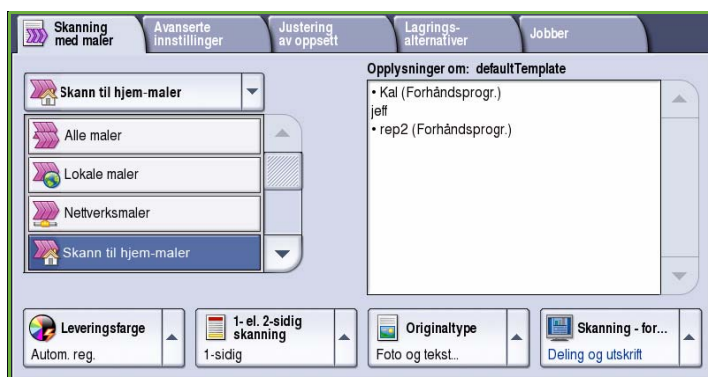 Skanning
med maler
Avanserte
innstillinger
Justering
av oppsett
Lagrings-
alternativer
Jobber
Skann til hjem-maler
Alle maler
Lokale maler
Nettverksmaler
Skann til hjem-maler
Opplysninger om: defaultTemplate
• Kal (Forhåndsprogr.)
jeff
• rep2 (Forhåndsprogr.)
Leveringsfarge
Autom. reg.
1- el. 2-sidig
skanning
1-sidig
Originaltype
Foto og tekst...
Skanning - for...
Deling og utskrift